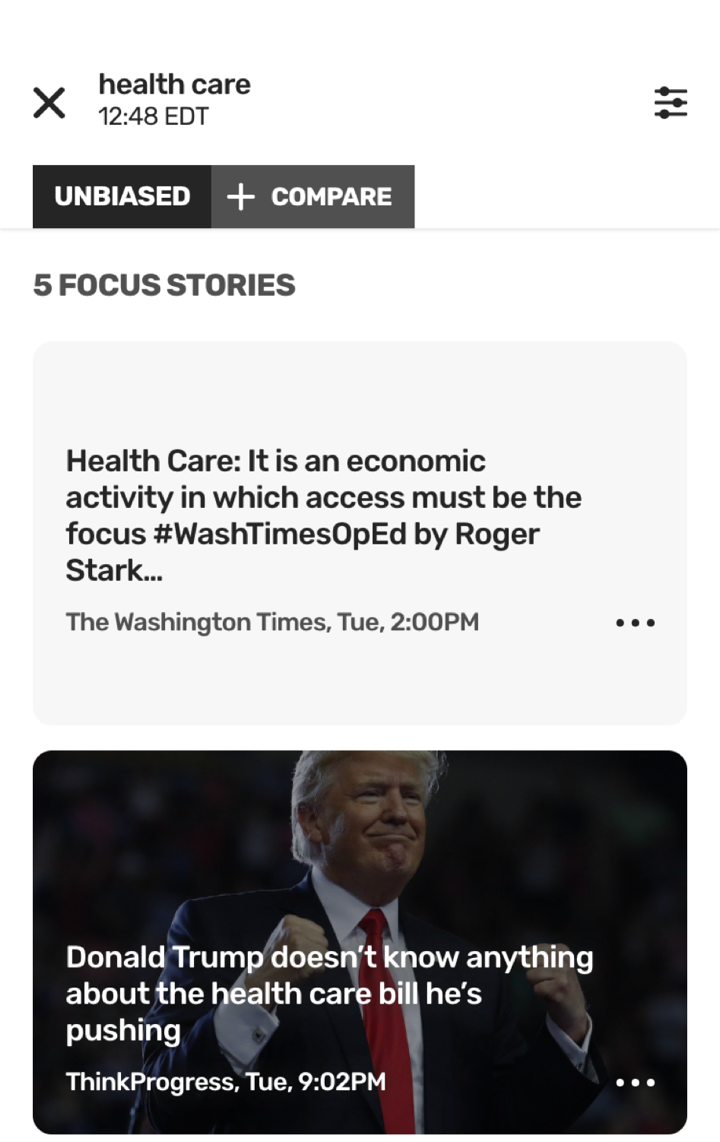 health care
12:48 EDT
UNBIASED
+ COMPARE
5 FOCUS STORIES
Health Care: It is an economic
activity in which access must be the
focus #WashTimesOpEd by Roger
Stark...
The Washington Times, Tue, 2:00PM
Donald Trump doesn’t know anything
about the health care bill he’s
pushing
ThinkProgress, Tue, 9:02PM